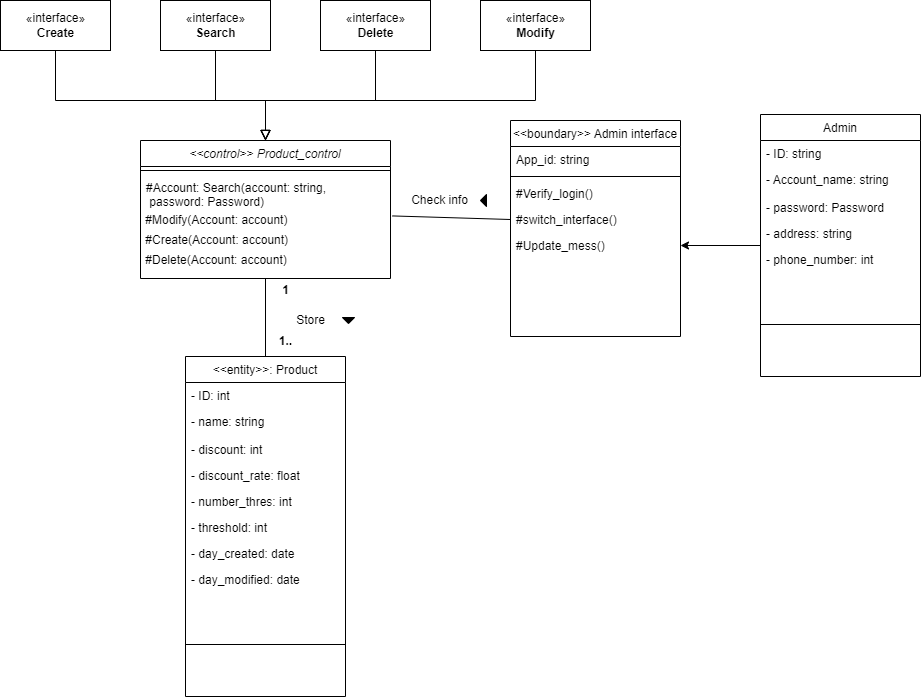 «interface»
Create
«interface»
Search
«interface»
Delete
«interface»
Modify
<<control>> Product_control
#Account: Search(account: string,
password: Password)
#Modify(Account: account)
#Create(Account: account)
#Delete(Account: account)
Check info
<<boundary>> Admin interface
App_id: string
#Verify_login()
#switch_interface()
#Update_mess()
Admin
- ID: string
- Account_name: string
- password: Password
- address: string
- phone_number: int
1
Store
1..
<<entity>>: Product
- ID: int
- name: string
- discount: int
- discount_rate: float
- number_thres: int
- threshold: int
- day_created: date
- day_modified: date